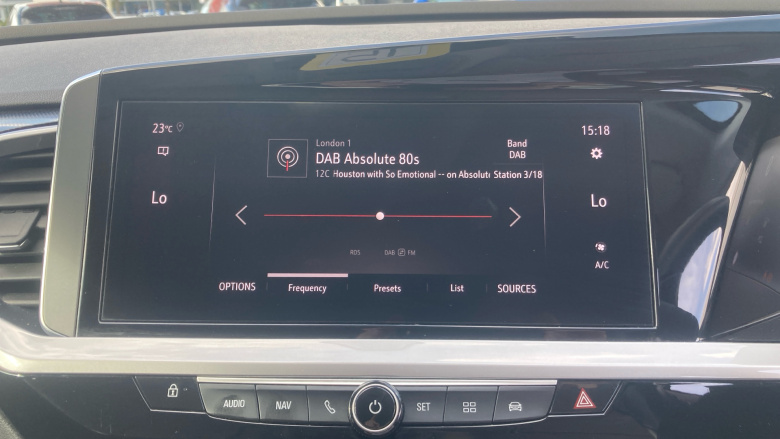 23°C
15:18
London 1
Band
DAB Absolute 80s
DAB
12C Houston with So Emotional -- on Absolut Station 3/18
Lo
Lo
RDS DAB FM
A/C
OPTIONS Frequency Presets List SOURCES
AUDIO NAV SET